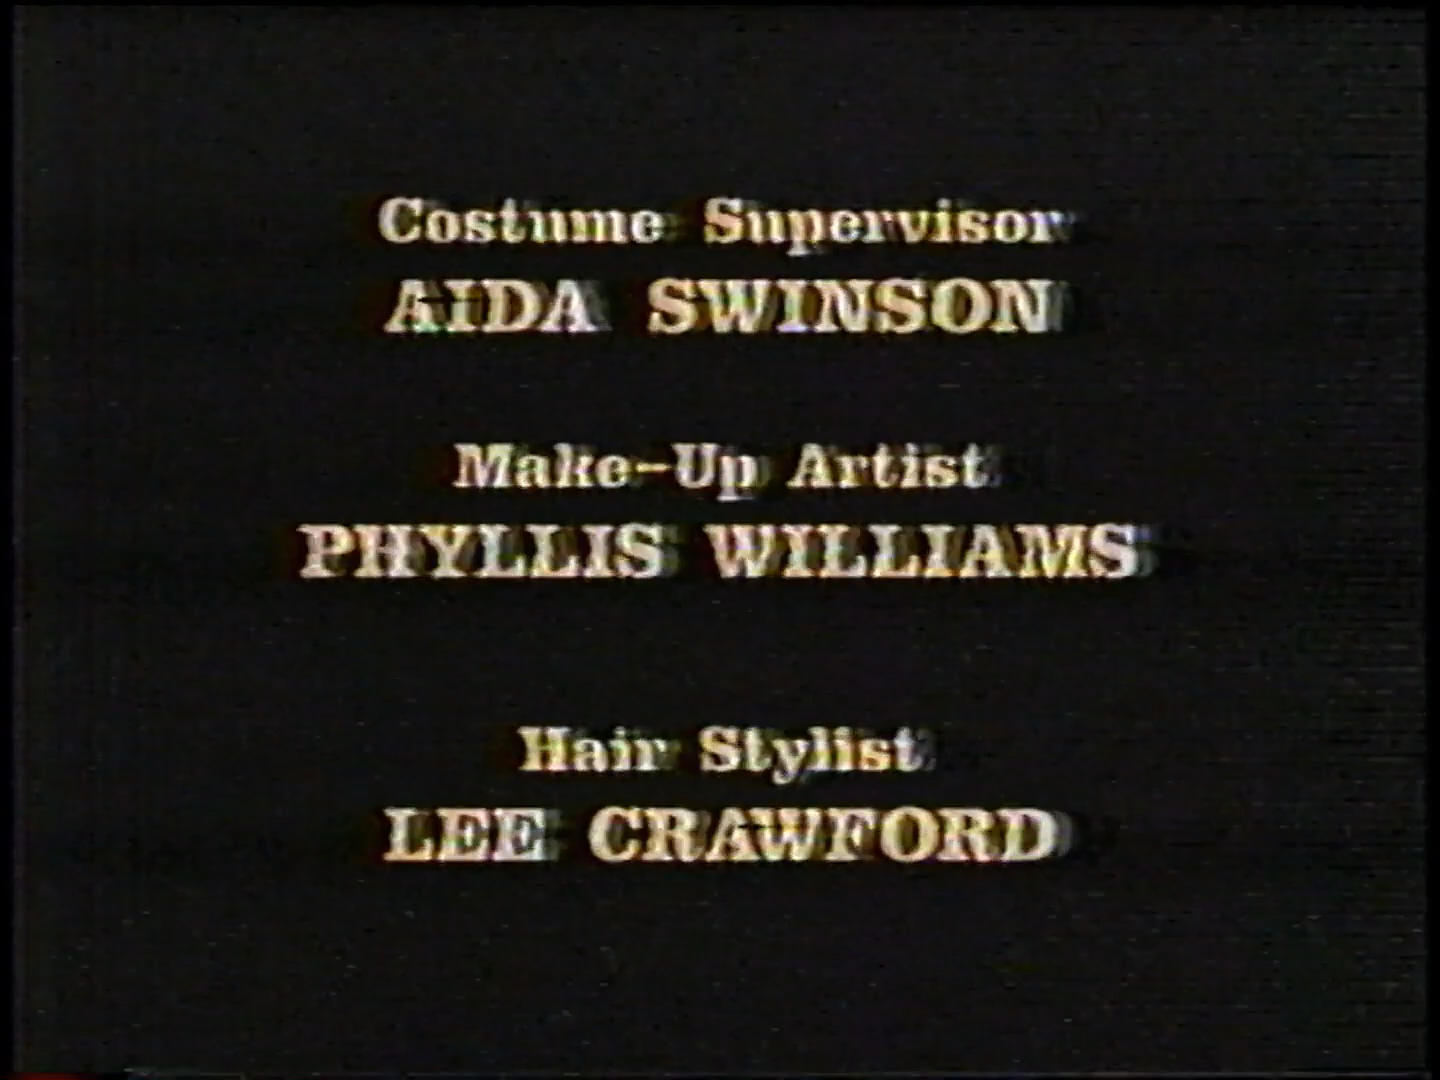 Costume Supervisor
AIDA SWINSON
Make-Up Artist
PHYLLIS WILLIAMS
Hair Stylist
LEE CRAWFORD